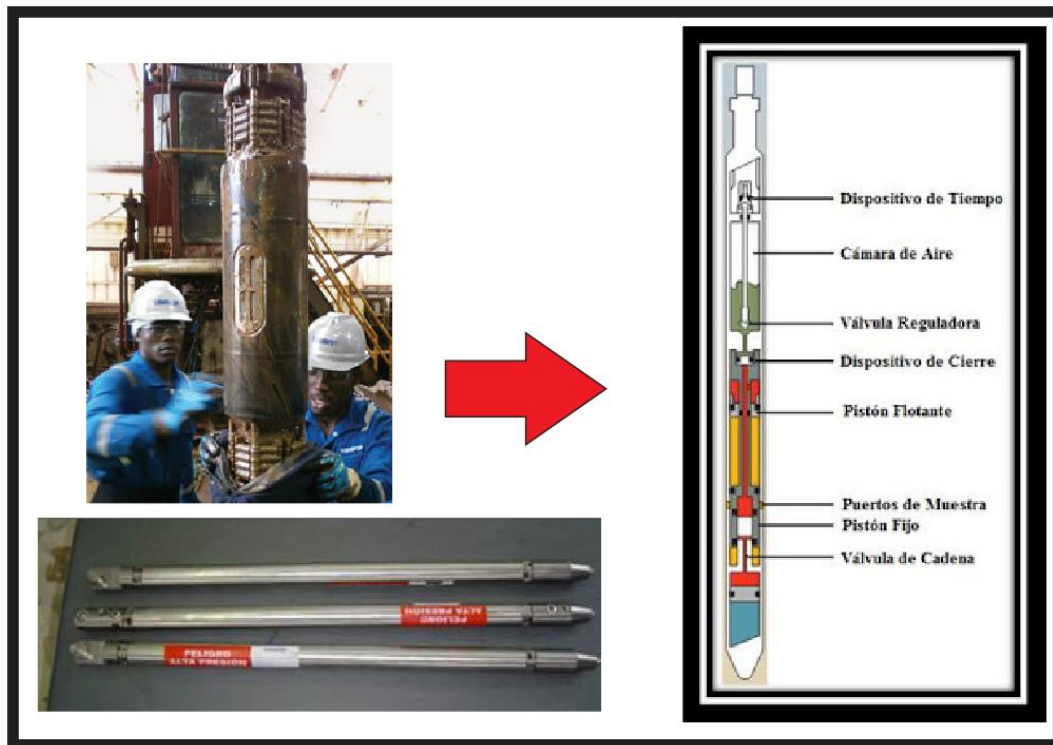 Dispositivo de Tiempo
Cámara de Aire
Válvula Reguladora
Dispositivo de Cierre
Pistón Flotante
Puertos de Muestra
Pistón Fijo
Válvula de Cadena
PELIGRO
ALTA PRESIÓN
PELIGRO
ALTA PRESIÓN